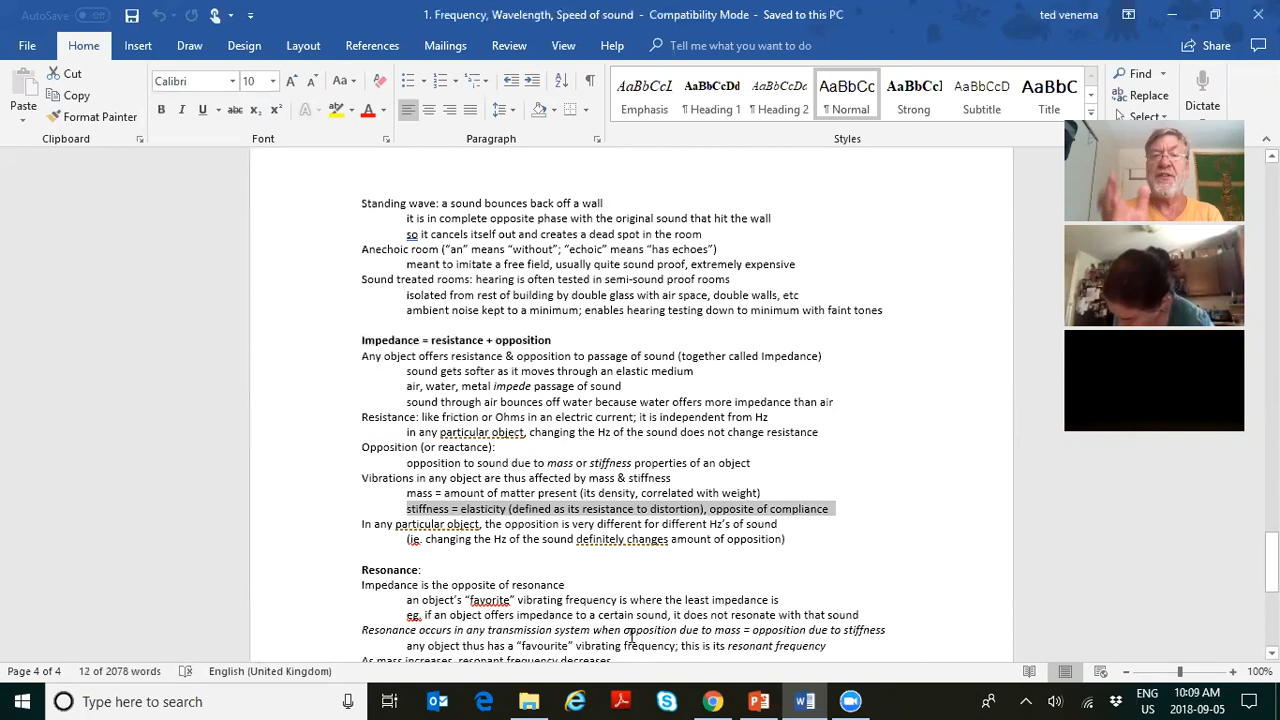 AutoSave Off
1. Frequency, Wavelength, Speed of sound - Compatibility Mode - Saved to this PC
ted venema
File Home Insert Draw Design Layout References Mailings Review View Help Tell me what you want to do
Share
Paste
Cut
Copy
Format Painter
Calibri 10
Emphasis Heading 1 Heading 2 Normal Strong Subtitle Title
Find
Replace
Select
Dictate
Clipboard Font Paragraph Styles
Standing wave: a sound bounces back off a wall
it is in complete opposite phase with the original sound that hit the wall
so it cancels itself out and creates a dead spot in the room
Anechoic room (“an” means “without”; “echoic” means “has echoes”)
meant to imitate a free field, usually quite sound proof, extremely expensive
Sound treated rooms: hearing is often tested in semi-sound proof rooms
isolated from rest of building by double glass with air space, double walls, etc
ambient noise kept to a minimum; enables hearing testing down to minimum with faint tones
Impedance = resistance + opposition
Any object offers resistance & opposition to passage of sound (together called Impedance)
sound gets softer as it moves through an elastic medium
air, water, metal impede passage of sound
sound through air bounces off water because water offers more impedance than air
Resistance: like friction or Ohms in an electric current; it is independent from Hz
in any particular object, changing the Hz of the sound does not change resistance
Opposition (or reactance):
opposition to sound due to mass or stiffness properties of an object
Vibrations in any object are thus affected by mass & stiffness
mass = amount of matter present (its density, correlated with weight)
stiffness = elasticity (defined as its resistance to distortion), opposite of compliance
In any particular object, the opposition is very different for different Hz’s of sound
(ie. changing the Hz of the sound definitely changes amount of opposition)
Resonance:
Impedance is the opposite of resonance
an object’s “favorite” vibrating frequency is where the least impedance is
eg. if an object offers impedance to a certain sound, it does not resonate with that sound
Resonance occurs in any transmission system when opposition due to mass = opposition due to stiffness
any object thus has a “favourite” vibrating frequency; this is its resonant frequency
As mass increases, resonant frequency decreases
Page 4 of 4 12 of 2078 words English (United Kingdom) 100%
Type here to search
ENG
US
10:09 AM
2018-09-05